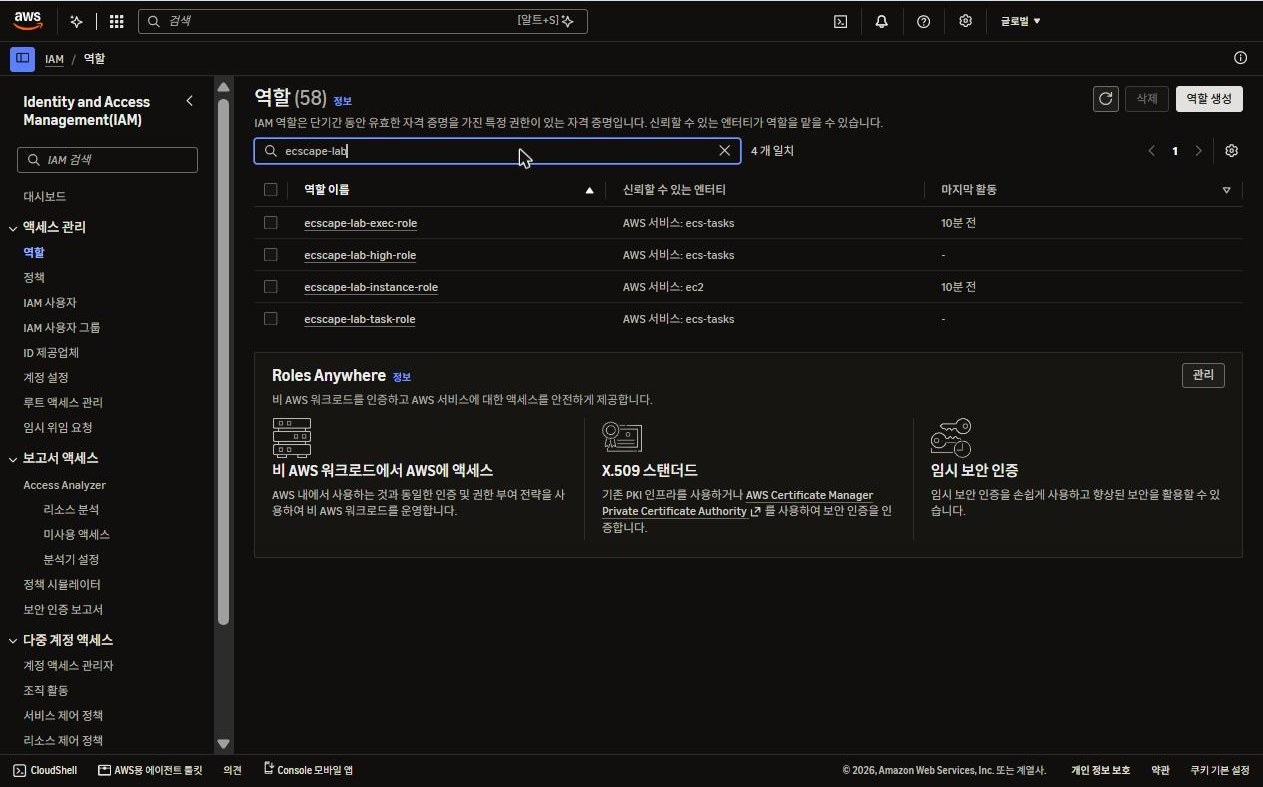 aws
검색
[알트+S]
글로벌
IAM / 역할
Identity and Access
Management(IAM)
IAM 검색
대시보드
액세스 관리
역할
정책
IAM 사용자
IAM 사용자 그룹
ID 제공업체
계정 설정
루트 액세스 관리
임시 위임 요청
보고서 액세스
Access Analyzer
리소스 분석
미사용 액세스
분석기 설정
정책 시뮬레이터
보안 인증 보고서
다중 계정 액세스
계정 액세스 관리자
조직 활동
서비스 제어 정책
리소스 제어 정책
역할 (58) 정보
삭제
역할 생성
IAM 역할은 단기간 동안 유효한 자격 증명을 가진 특정 권한이 있는 자격 증명입니다. 신뢰할 수 있는 엔터티가 역할을 맡을 수 있습니다.
ecscape-lab
4 개 일치
1
역할 이름 신뢰할 수 있는 엔터티 마지막 활동
ecscape-lab-exec-role AWS 서비스: ecs-tasks 10분 전
ecscape-lab-high-role AWS 서비스: ecs-tasks -
ecscape-lab-instance-role AWS 서비스: ec2 10분 전
ecscape-lab-task-role AWS 서비스: ecs-tasks -
Roles Anywhere 정보
관리
비 AWS 워크로드를 인증하고 AWS 서비스에 대한 액세스를 안전하게 제공합니다.
비 AWS 워크로드에서 AWS에 액세스
AWS 내에서 사용하는 것과 동일한 인증 및 권한 부여 전략을 사
용하여 비 AWS 워크로드를 운영합니다.
X.509 스탠더드
기존 PKI 인프라를 사용하거나 AWS Certificate Manager
Private Certificate Authority 를 사용하여 보안 인증을 인
증합니다.
임시 보안 인증
임시 보안 인증을 손쉽게 사용하고 향상된 보안을 활용할 수 있
습니다.
CloudShell
AWS용 에이전트 툴킷
의견
Console 모바일 앱
© 2026, Amazon Web Services, Inc. 또는 계열사.
개인 정보 보호
약관
쿠키 기본 설정